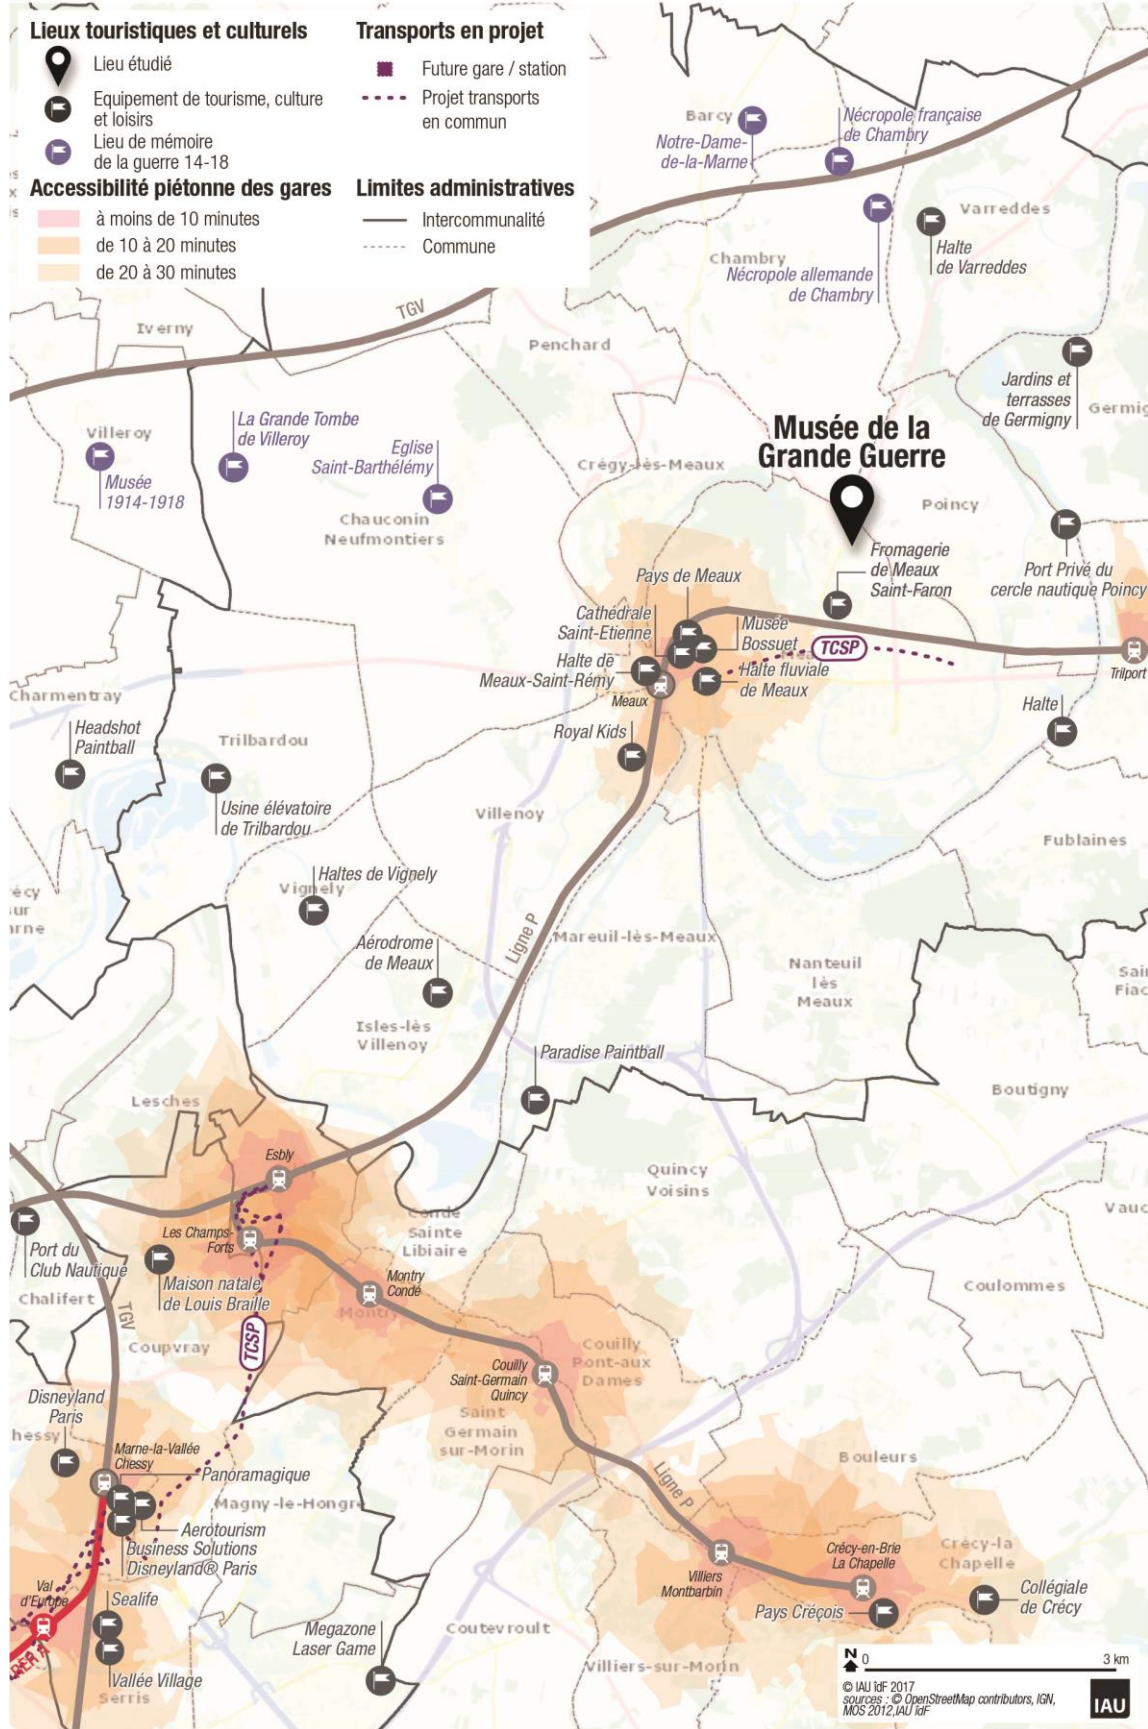 Lieux touristiques et culturels
Lieu étudié
Equipement de tourisme, culture
et loisirs
Lieu de mémoire
de la guerre 14-18
Accessibilité piétonne des gares
à moins de 10 minutes
de 10 à 20 minutes
de 20 à 30 minutes
Transports en projet
Future gare / station
Projet transports
en commun
Limites administratives
Intercommunalité
Commune
Barcy
Notre-Dame-
de-la-Marne
Nécropole française
de Chambry
Varreddes
Halte
de Varreddes
Chambry
Nécropole allemande
de Chambry
TGV
Iverny
Penchard
Jardins et
terrasses
de Germigny
Germig
Villeroy
Musée
1914-1918
La Grande Tombe
de Villeroy
Eglise
Saint-Barthélémy
Chauconin
Neufmontiers
Crégy-lès-Meaux
Musée de la
Grande Guerre
Poincy
Fromagerie
de Meaux
Saint-Faron
Port Privé du
cercle nautique Poincy
Pays de Meaux
Cathédrale
Saint-Etienne
Musée
Bossuet
Halte de
Meaux-Saint-Rémy
Halte fluviale
de Meaux
TCSP
Meaux
Trilport
Royal Kids
Halte
Charmentray
Headshot
Paintball
Trilbardou
Usine élévatoire
de Trilbardou
Villenoy
Fublaines
Haltes de Vignely
Vignely
Aérodrome
de Meaux
Ligne P
Mareuil-lès-Meaux
Nanteuil
lès
Meaux
Isles-lès
Villenoy
Paradise Paintball
Boutigny
Lesches
Esbly
Quincy
Voisins
Les Champs-
Forts
Condé
Sainte
Libiaire
Port du
Club Nautique
Chalifert
Maison natale
de Louis Braille
Montry
Condé
Coulommes
TGV
Coupvray
TCSP
Couilly
Pont-aux
Dames
Couilly
Saint-Germain
Quincy
Saint
Germain
sur-Morin
Disneyland
Paris
Marne-la-Vallée
Chessy
Panoramagique
Magny-le-Hongre
Aerotourism
Business Solutions
Disneyland® Paris
Bouleurs
Ligne P
Crécy-en-Brie
La Chapelle
Crécy-la
Chapelle
Villiers
Montbarbin
Val
d'Europe
Sealife
Megazone
Laser Game
Coutevroult
Pays Créçois
Collégiale
de Crécy
Vallée Village
Serris
Villiers-sur-Morin
N
0 3 km
© IAU îdF 2017
sources : © OpenStreetMap contributors, IGN,
MOS 2012,IAU îdF
IAU